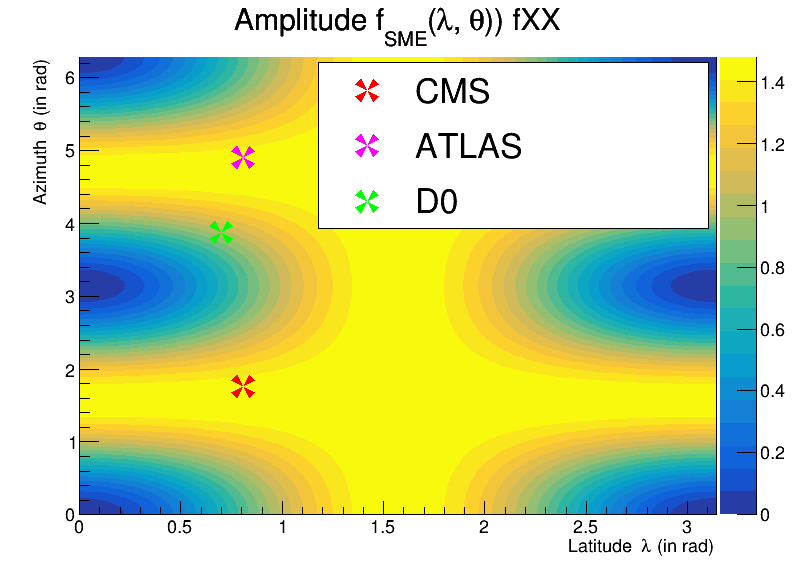 Amplitude f_SME(λ, θ)) fXX
Azimuth θ (in rad)
6
5
4
3
2
1
0
CMS
ATLAS
D0
1.4
1.2
1
0.8
0.6
0.4
0.2
0
0 0.5 1 1.5 2 2.5 3
Latitude λ (in rad)